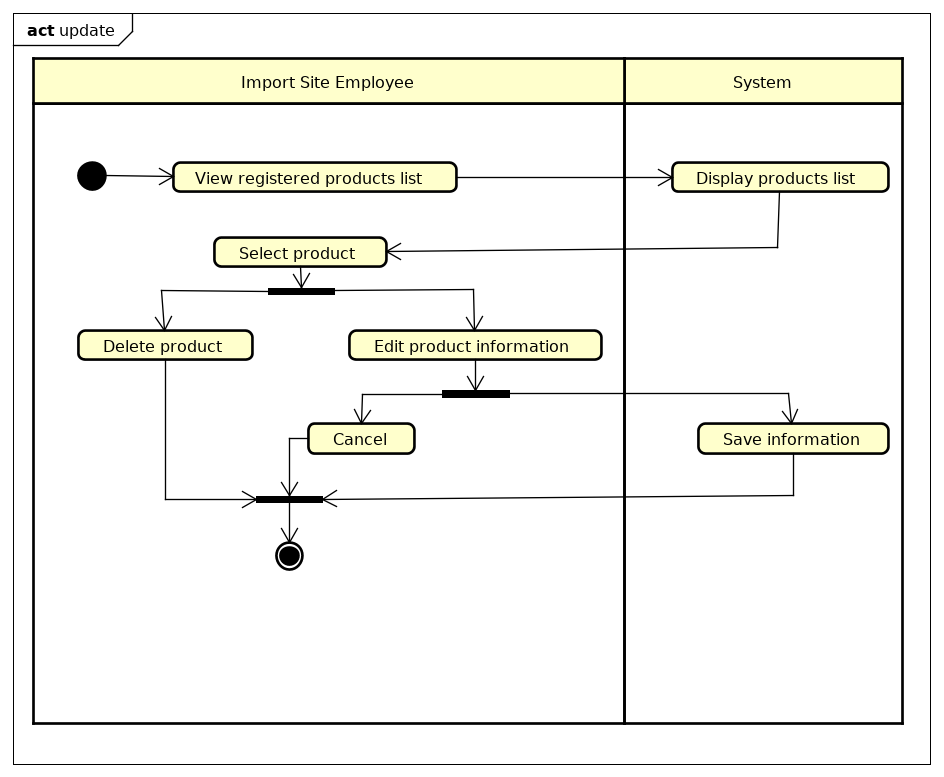 act update
Import Site Employee
System
View registered products list
Display products list
Select product
Delete product
Edit product information
Cancel
Save information